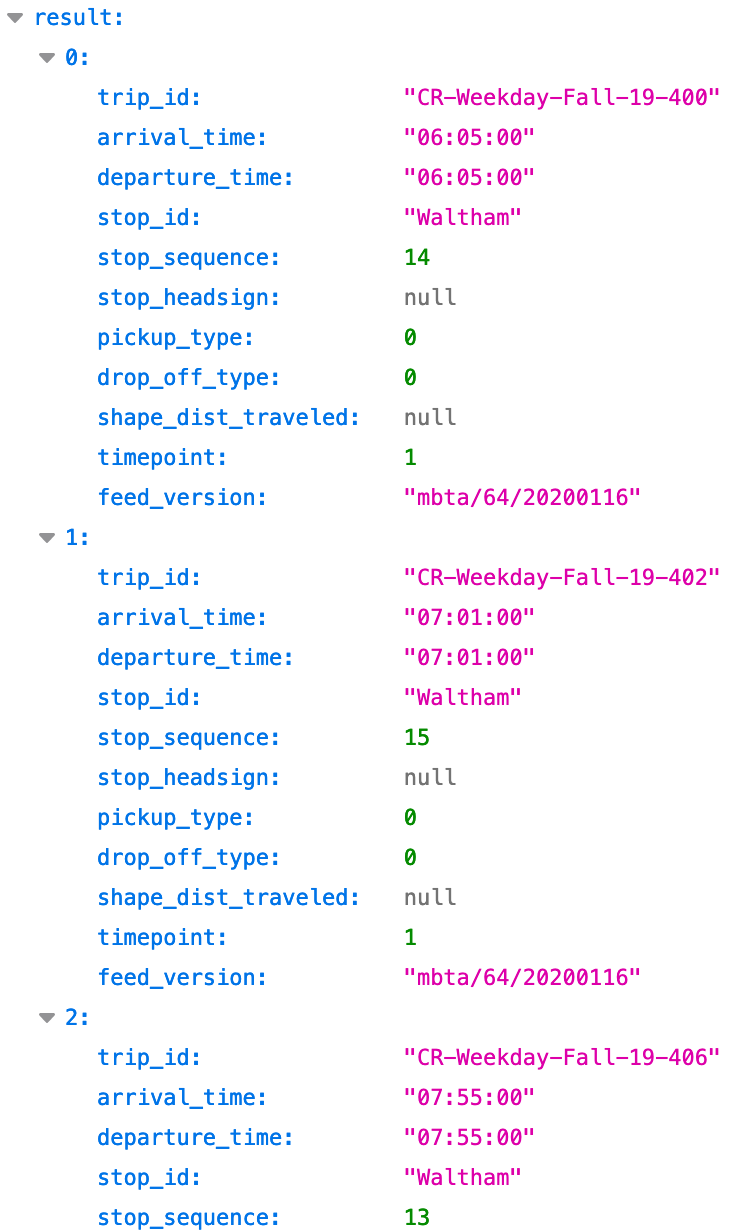 result:
0:
trip_id: "CR-Weekday-Fall-19-400"
arrival_time: "06:05:00"
departure_time: "06:05:00"
stop_id: "Waltham"
stop_sequence: 14
stop_headsign: null
pickup_type: 0
drop_off_type: 0
shape_dist_traveled: null
timepoint: 1
feed_version: "mbta/64/20200116"
1:
trip_id: "CR-Weekday-Fall-19-402"
arrival_time: "07:01:00"
departure_time: "07:01:00"
stop_id: "Waltham"
stop_sequence: 15
stop_headsign: null
pickup_type: 0
drop_off_type: 0
shape_dist_traveled: null
timepoint: 1
feed_version: "mbta/64/20200116"
2:
trip_id: "CR-Weekday-Fall-19-406"
arrival_time: "07:55:00"
departure_time: "07:55:00"
stop_id: "Waltham"
stop_sequence: 13